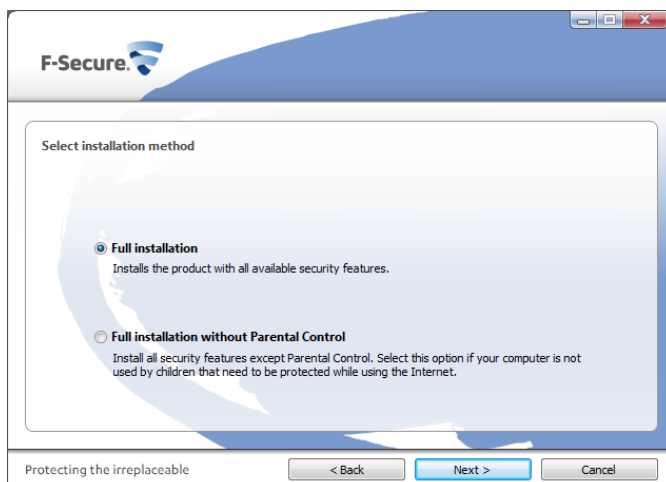 F-Secure.
Select installation method
Full installation
Installs the product with all available security features.
Full installation without Parental Control
Install all security features except Parental Control. Select this option if your computer is not
used by children that need to be protected while using the Internet.
Protecting the irreplaceable
< Back
Next >
Cancel